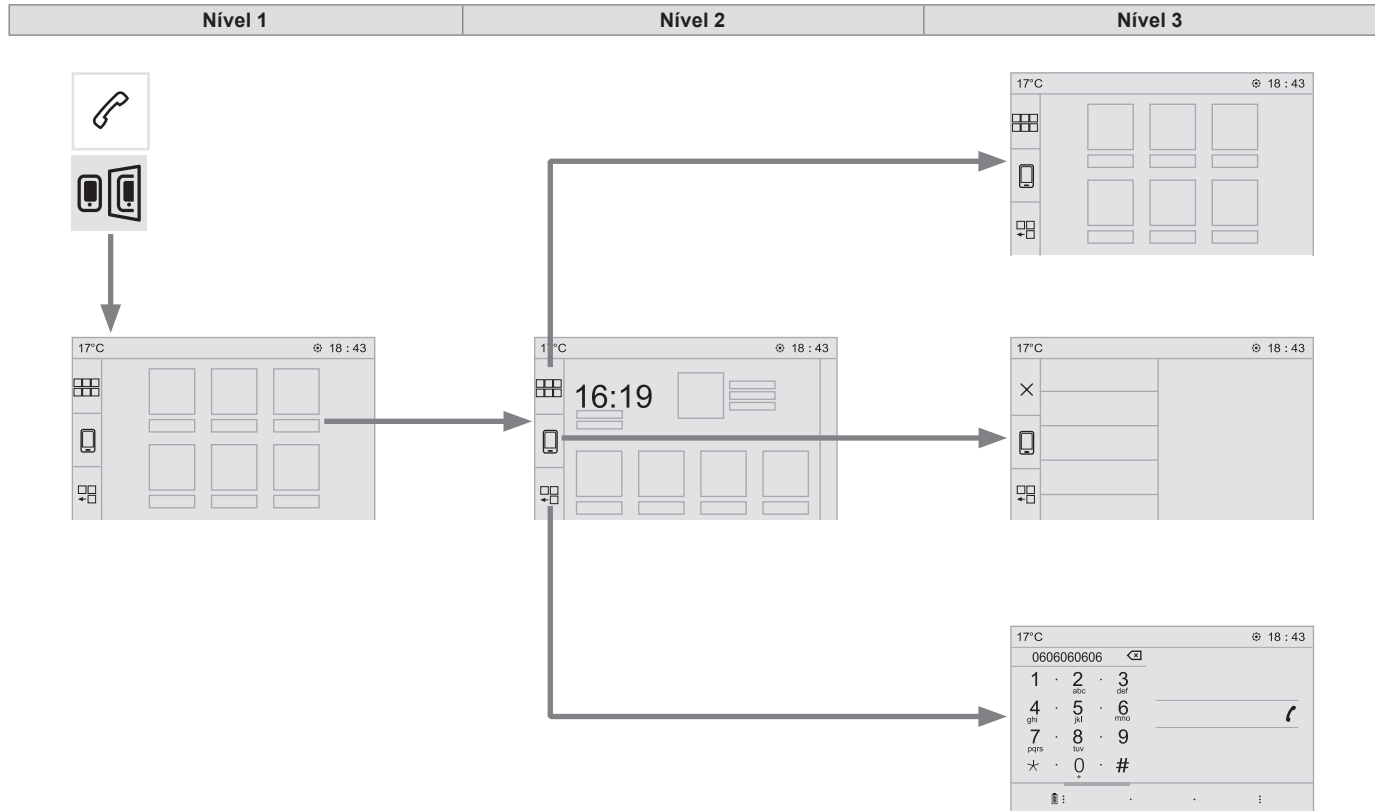 Nível 1
Nível 2
Nível 3
17°C 18 : 43
17°C 18 : 43
17°C 18 : 43
16:19
17°C 18 : 43
17°C 18 : 43
0606060606
1 · 2 · 3
abc def
4 · 5 · 6
ghi jkl mno
7 · 8 · 9
pqrs tuv
* · 0 · #
+